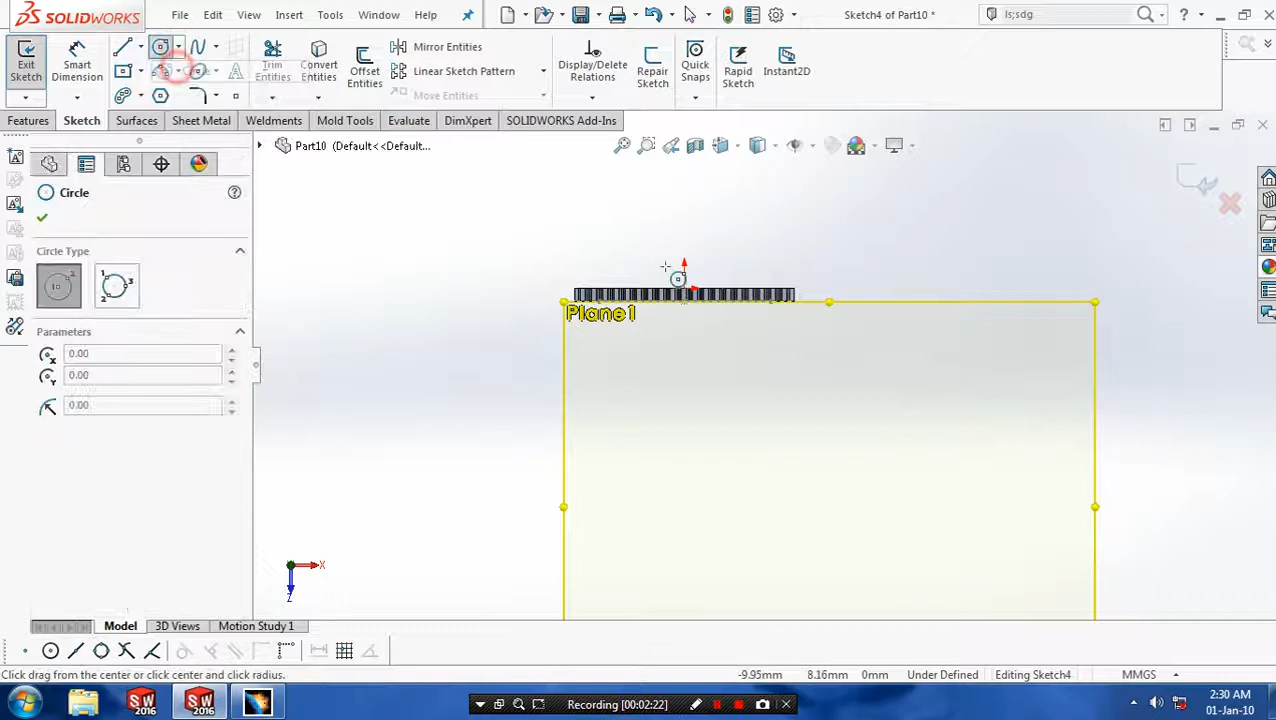 SOLIDWORKS
File Edit View Insert Tools Window Help
Sketch4 of Part10 *
ls;sdg
Exit Sketch
Smart Dimension
Trim Entities
Convert Entities
Offset Entities
Mirror Entities
Linear Sketch Pattern
Move Entities
Display/Delete Relations
Repair Sketch
Quick Snaps
Rapid Sketch
Instant2D
Features Sketch Surfaces Sheet Metal Weldments Mold Tools Evaluate DimXpert SOLIDWORKS Add-Ins
Part10 (Default<<Default...
Circle
Circle Type
Parameters
0.00
0.00
0.00
Plane1
X
Z
Model 3D Views Motion Study 1
Click drag from the center or click center and click radius.
-9.95mm 8.16mm 0mm Under Defined Editing Sketch4 MMGS
SW 2016
SW 2016
Recording [00:02:22]
2:30 AM
01-Jan-10